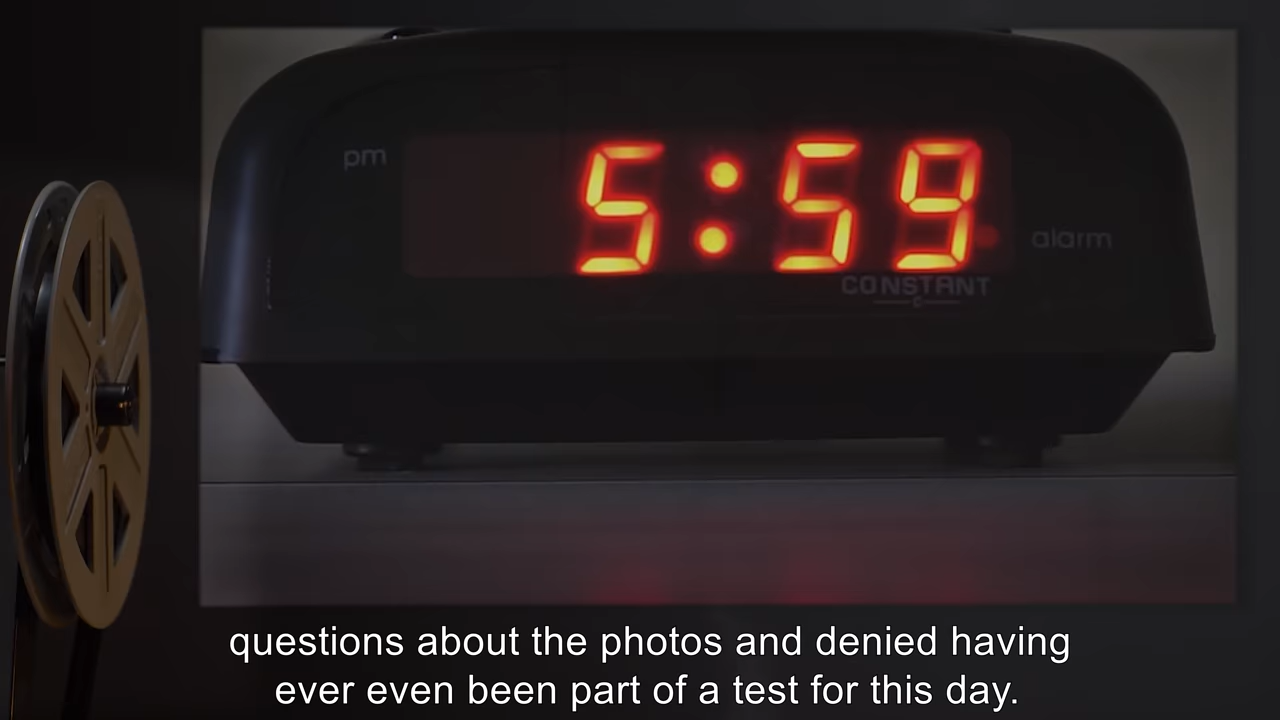 pm
5:59
alarm
CONSTANT
C
questions about the photos and denied having
ever even been part of a test for this day.